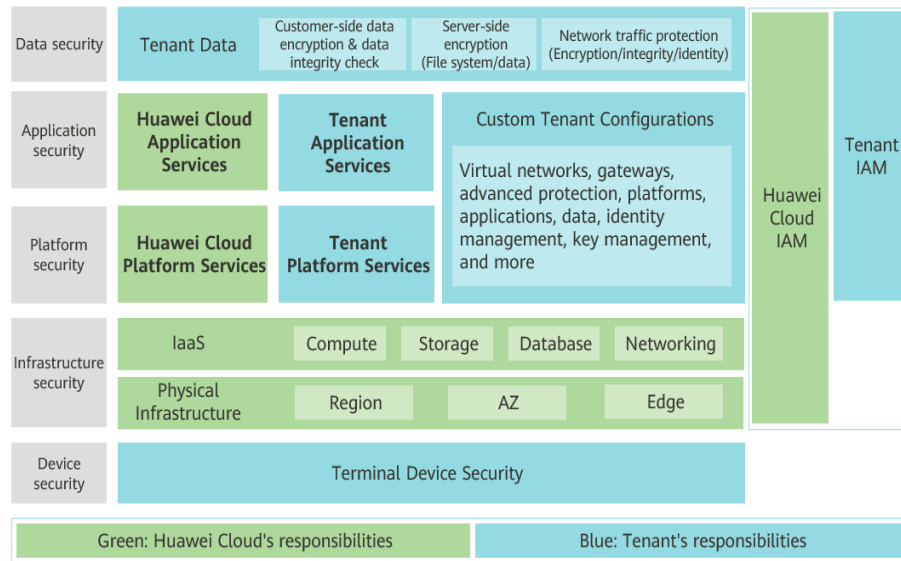 Data security
Tenant Data
Customer-side data
encryption & data
integrity check
Server-side
encryption
(File system/data)
Network traffic protection
(Encryption/integrity/identity)
Application
security
Huawei Cloud
Application
Services
Tenant
Application
Services
Custom Tenant Configurations
Virtual networks, gateways,
advanced protection, platforms,
applications, data, identity
management, key management,
and more
Platform
security
Huawei Cloud
Platform Services
Tenant
Platform Services
Huawei
Cloud
IAM
Tenant
IAM
Infrastructure
security
IaaS
Compute
Storage
Database
Networking
Physical
Infrastructure
Region
AZ
Edge
Device
security
Terminal Device Security
Green: Huawei Cloud's responsibilities
Blue: Tenant's responsibilities